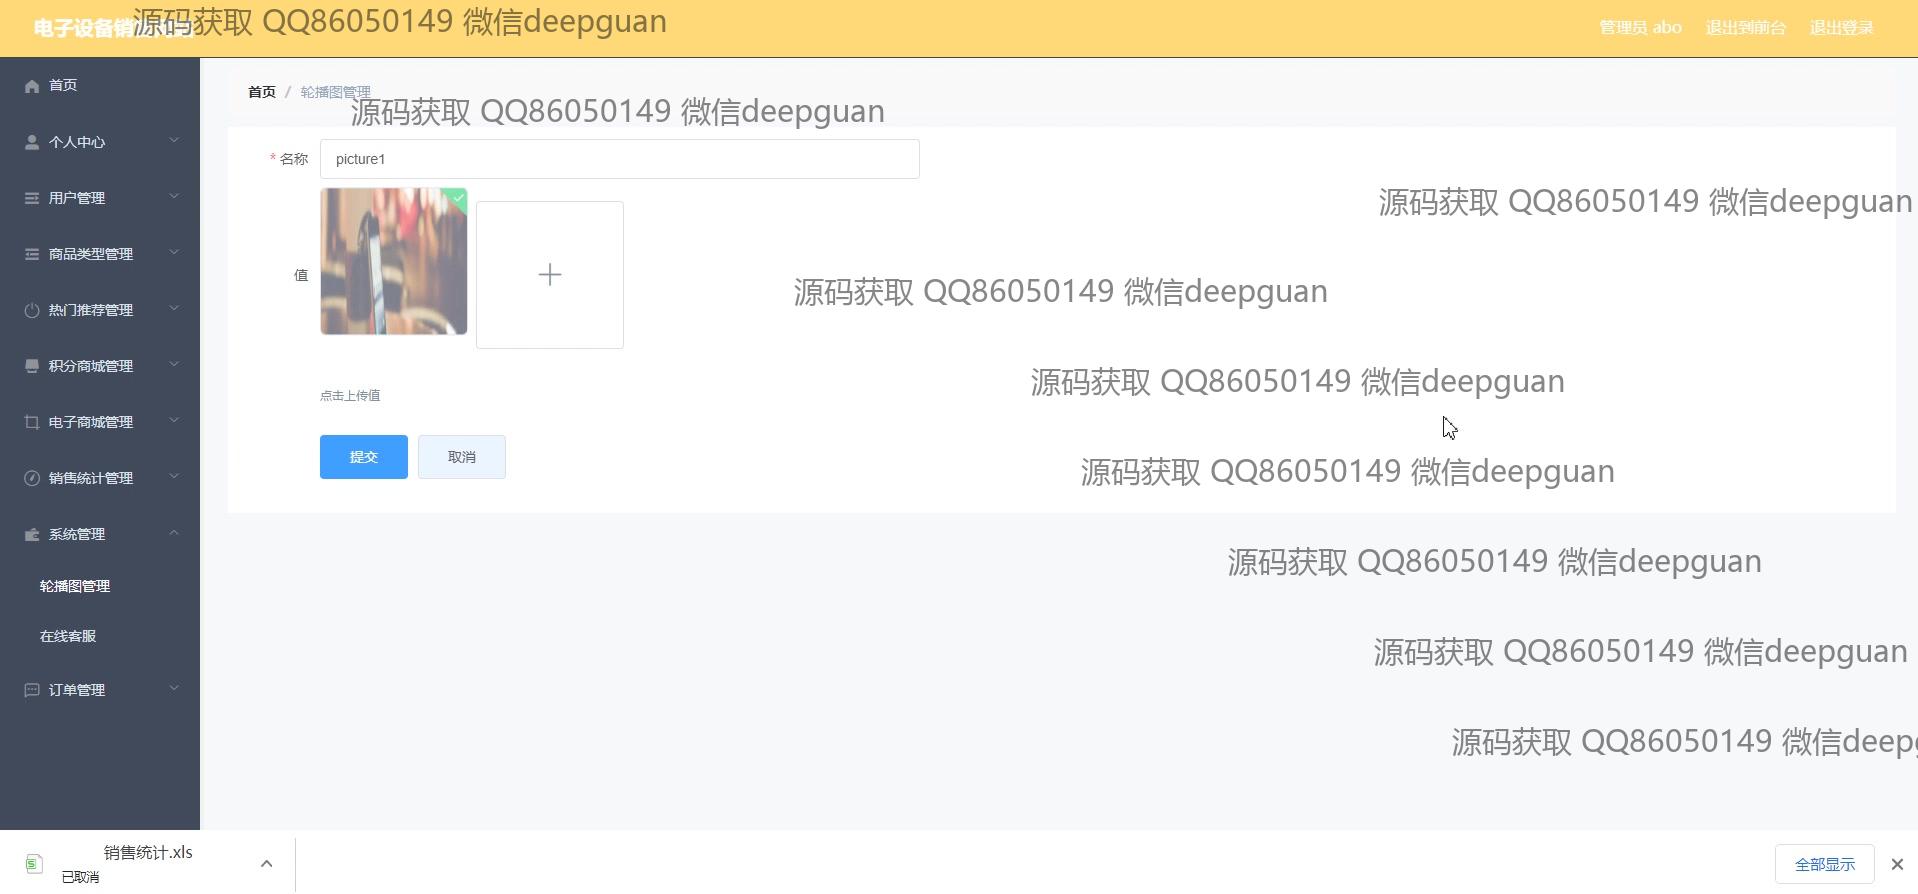 电子设备销售网站
源码获取 QQ86050149 微信deepguan
管理员 abo
退出到前台
退出登录
首页
个人中心
用户管理
商品类型管理
热门推荐管理
积分商城管理
电子商城管理
销售统计管理
系统管理
轮播图管理
在线客服
订单管理
首页 / 轮播图管理
源码获取 QQ86050149 微信deepguan
* 名称
picture1
源码获取 QQ86050149 微信deepguan
值
源码获取 QQ86050149 微信deepguan
源码获取 QQ86050149 微信deepguan
点击上传值
提交
取消
源码获取 QQ86050149 微信deepguan
源码获取 QQ86050149 微信deepguan
源码获取 QQ86050149 微信deepguan
源码获取 QQ86050149 微信deep
销售统计.xls
已取消
全部显示